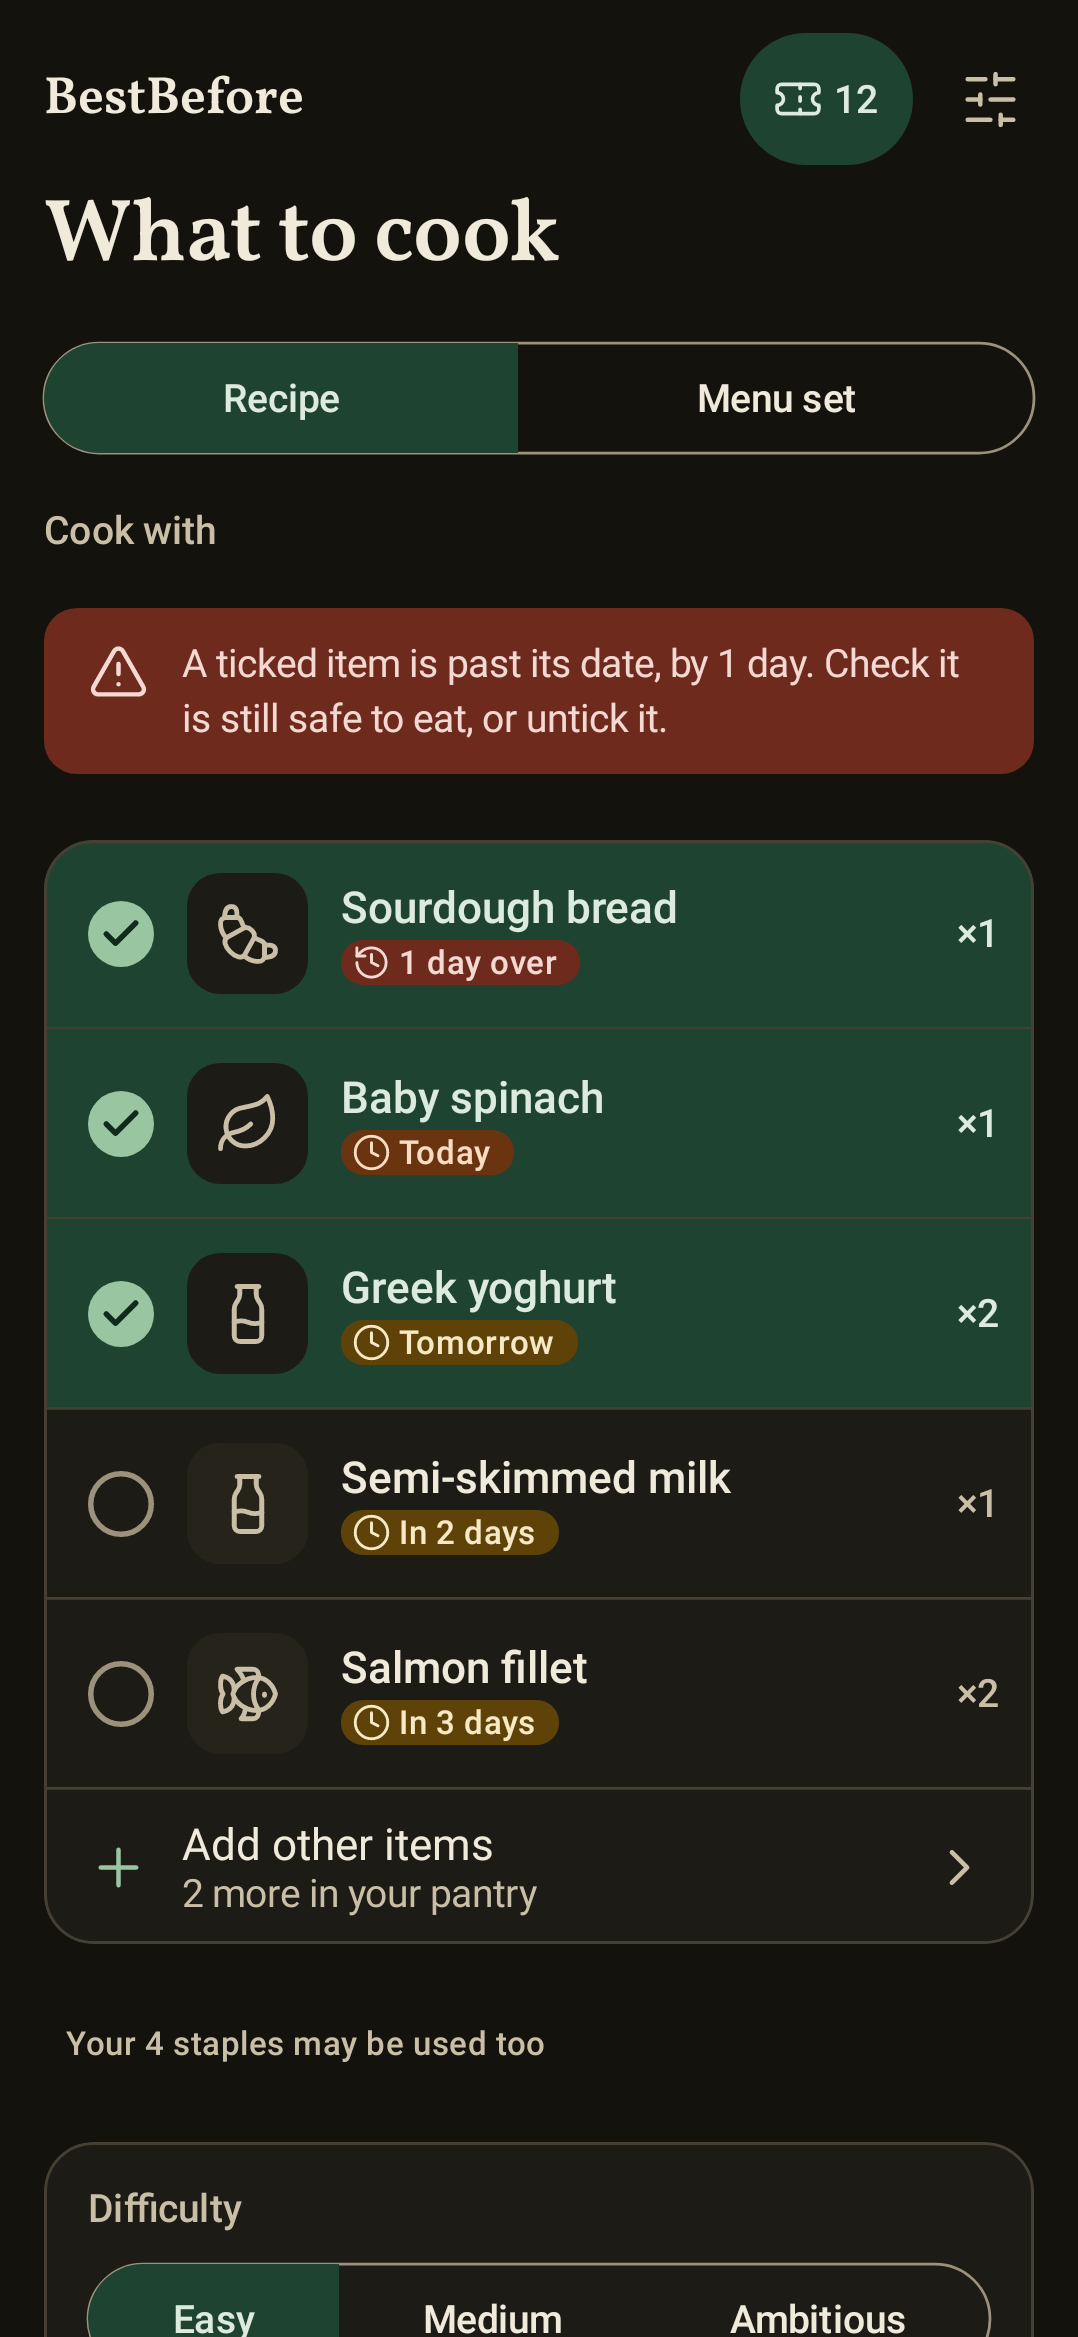 BestBefore
12
What to cook
Recipe
Menu set
Cook with
A ticked item is past its date, by 1 day. Check it
is still safe to eat, or untick it.
Sourdough bread
1 day over
×1
Baby spinach
Today
×1
Greek yoghurt
Tomorrow
×2
Semi-skimmed milk
In 2 days
×1
Salmon fillet
In 3 days
×2
Add other items
2 more in your pantry
Your 4 staples may be used too
Difficulty
Easy
Medium
Ambitious